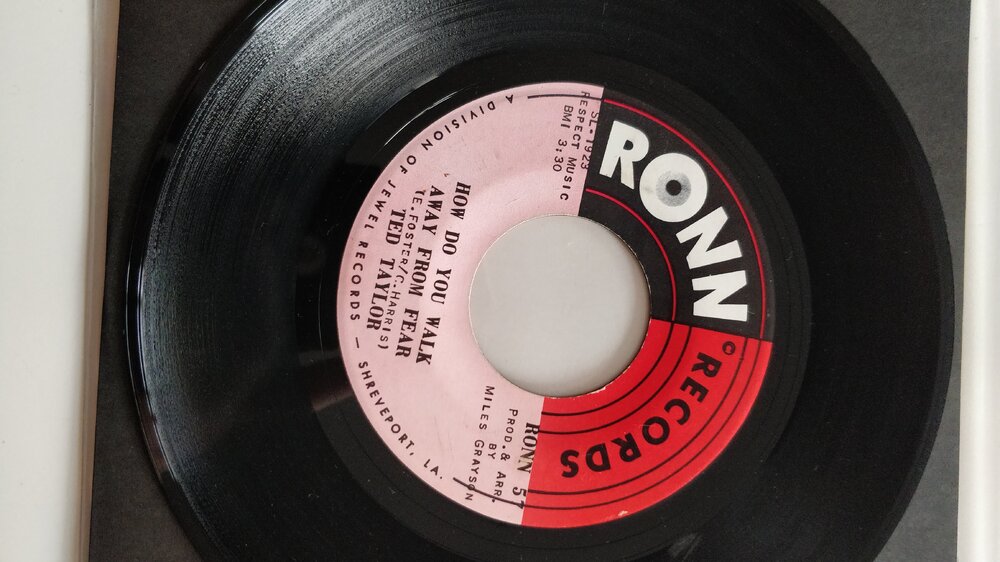 RONN
© RECORDS
SL-1923
RESPECT MUSIC
BMI 3:30
RONN 57
PROD. & ARR.
BY
MILES GRAYSON
HOW DO YOU WALK
AWAY FROM FEAR
(E.FOSTER/C.HARRIS)
TED TAYLOR
A DIVISION OF JEWEL RECORDS — SHREVEPORT, LA.